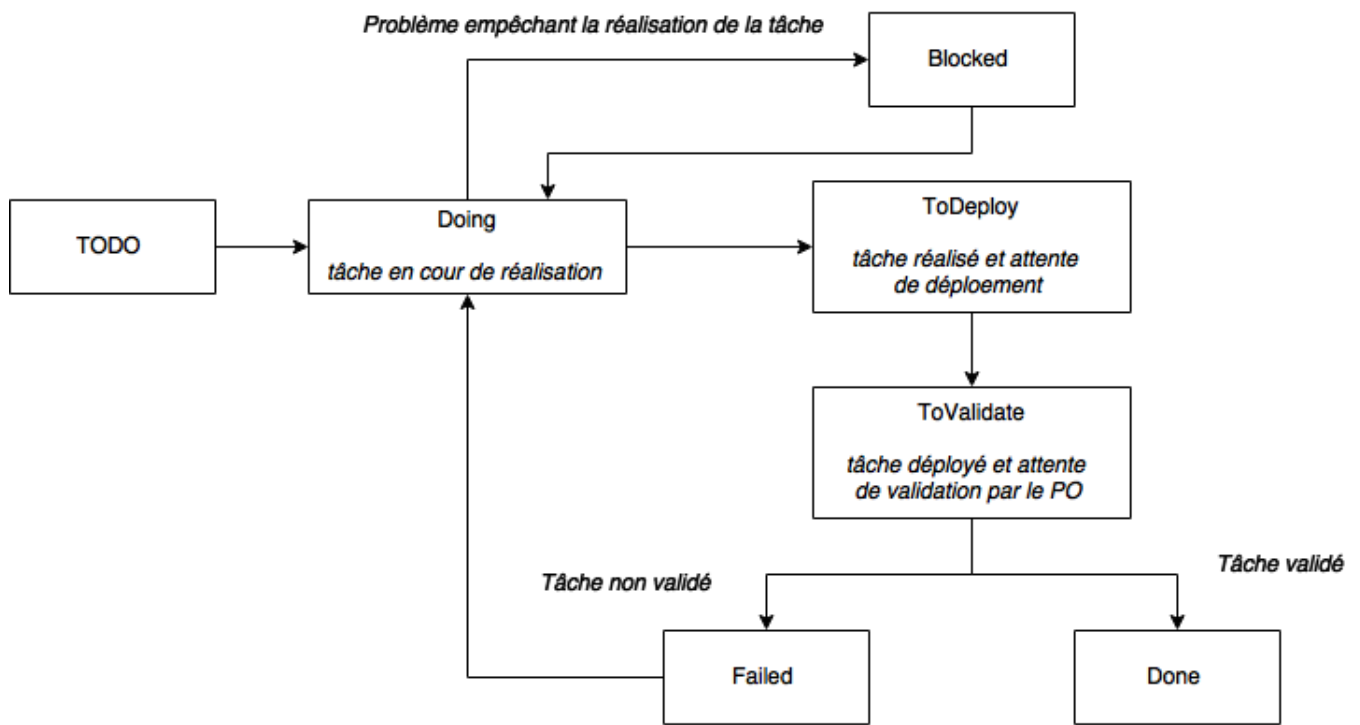 Problème empêchant la réalisation de la tâche
Blocked
TODO
Doing
tâche en cour de réalisation
ToDeploy
tâche réalisé et attente
de déploement
ToValidate
tâche déployé et attente
de validation par le PO
Tâche non validé
Tâche validé
Failed
Done